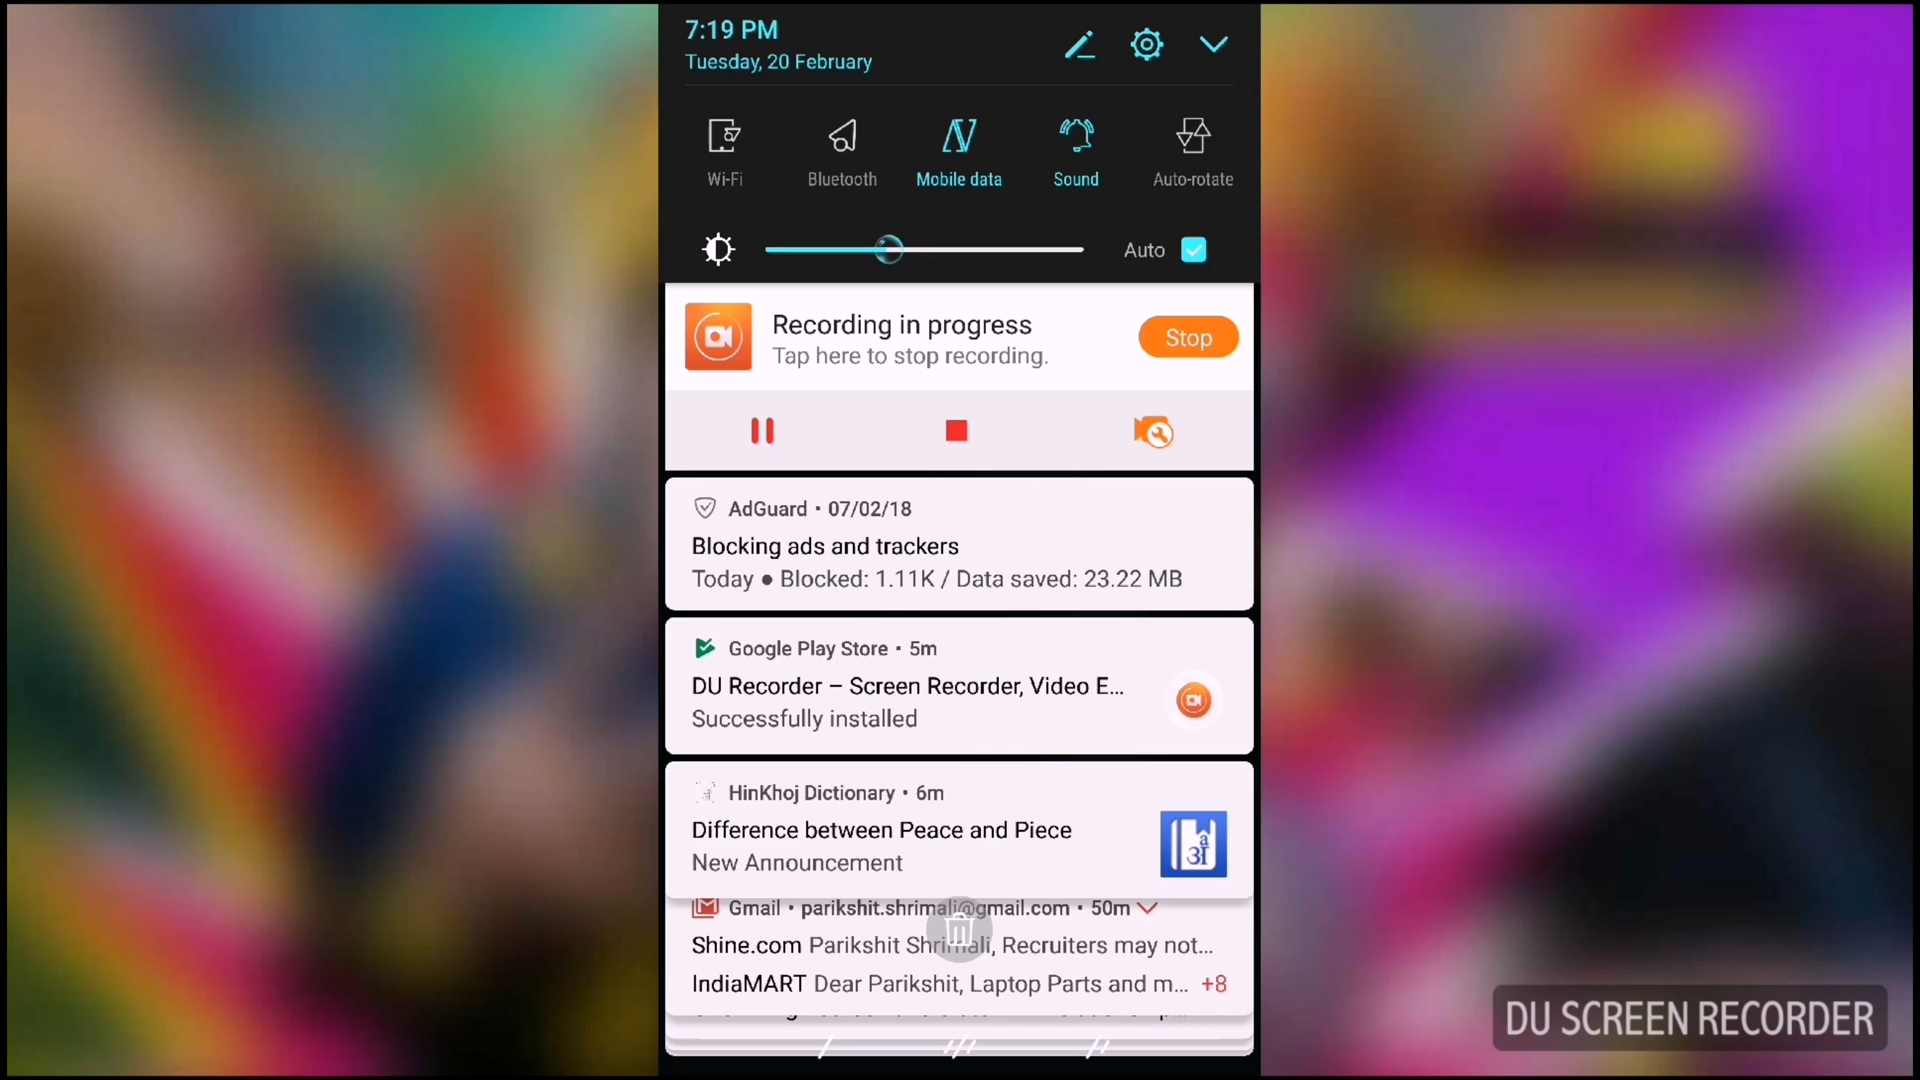 7:19 PM
Tuesday, 20 February
Wi-Fi
Bluetooth
Mobile data
Sound
Auto-rotate
Auto
Recording in progress
Tap here to stop recording.
Stop
AdGuard • 07/02/18
Blocking ads and trackers
Today ● Blocked: 1.11K / Data saved: 23.22 MB
Google Play Store • 5m
DU Recorder – Screen Recorder, Video E...
Successfully installed
HinKhoj Dictionary • 6m
Difference between Peace and Piece
New Announcement
a
अ
Gmail • parikshit.shrimali@gmail.com • 50m
Shine.com Parikshit Shrimali, Recruiters may not...
IndiaMART Dear Parikshit, Laptop Parts and m... +8
DU SCREEN RECORDER